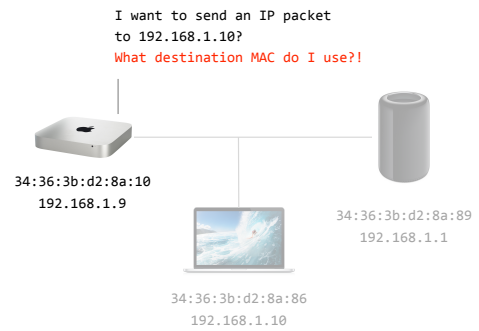 I want to send an IP packet
to 192.168.1.10?
What destination MAC do I use?!
34:36:3b:d2:8a:10
192.168.1.9
34:36:3b:d2:8a:89
192.168.1.1
34:36:3b:d2:8a:86
192.168.1.10